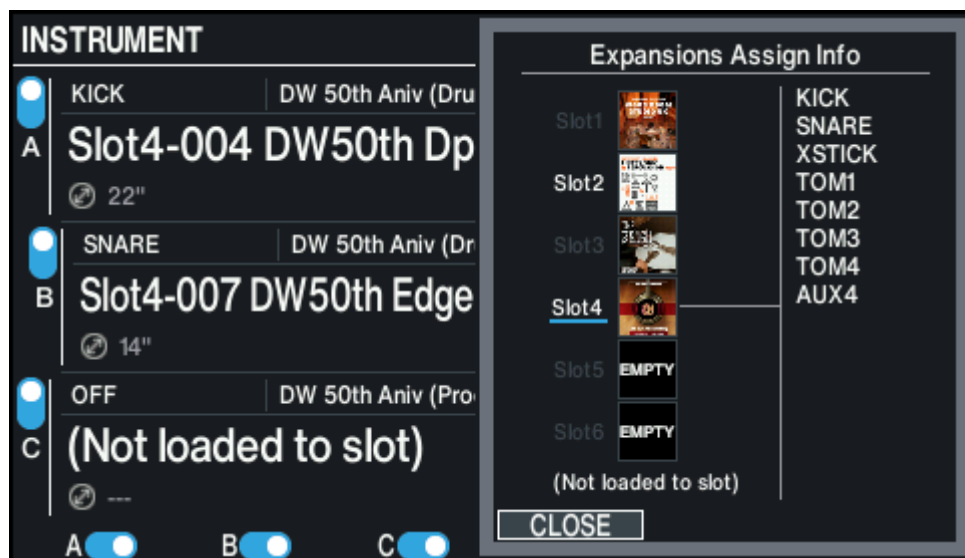 INSTRUMENT
A
KICK
DW 50th Aniv (Dru
Slot4-004 DW50th Dp
22"
B
SNARE
DW 50th Aniv (Dr
Slot4-007 DW50th Edge
14"
C
OFF
DW 50th Aniv (Pro
(Not loaded to slot)
---
A
B
C
Expansions Assign Info
Slot1
Slot2
Slot3
Slot4
Slot5 EMPTY
Slot6 EMPTY
(Not loaded to slot)
KICK
SNARE
XSTICK
TOM1
TOM2
TOM3
TOM4
AUX4
CLOSE